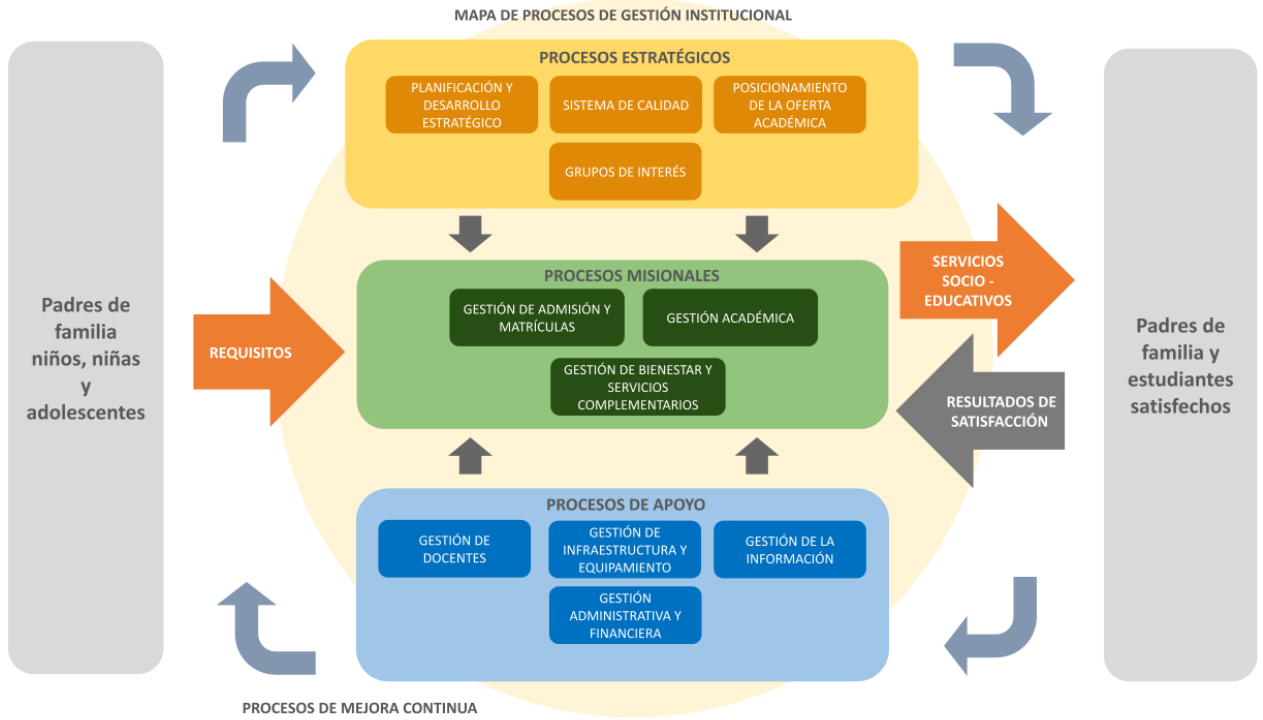 MAPA DE PROCESOS DE GESTIÓN INSTITUCIONAL
PROCESOS ESTRATÉGICOS
PLANIFICACIÓN Y
DESARROLLO
ESTRATÉGICO
SISTEMA DE CALIDAD
POSICIONAMIENTO
DE LA OFERTA
ACADÉMICA
GRUPOS DE INTERÉS
Padres de
familia
niños, niñas
y
adolescentes
REQUISITOS
PROCESOS MISIONALES
GESTIÓN DE ADMISIÓN Y
MATRÍCULAS
GESTIÓN ACADÉMICA
GESTIÓN DE BIENESTAR Y
SERVICIOS
COMPLEMENTARIOS
SERVICIOS
SOCIO -
EDUCATIVOS
RESULTADOS DE
SATISFACCIÓN
Padres de
familia y
estudiantes
satisfechos
PROCESOS DE APOYO
GESTIÓN DE
DOCENTES
GESTIÓN DE
INFRAESTRUCTURA Y
EQUIPAMIENTO
GESTIÓN DE LA
INFORMACIÓN
GESTIÓN
ADMINISTRATIVA Y
FINANCIERA
PROCESOS DE MEJORA CONTINUA